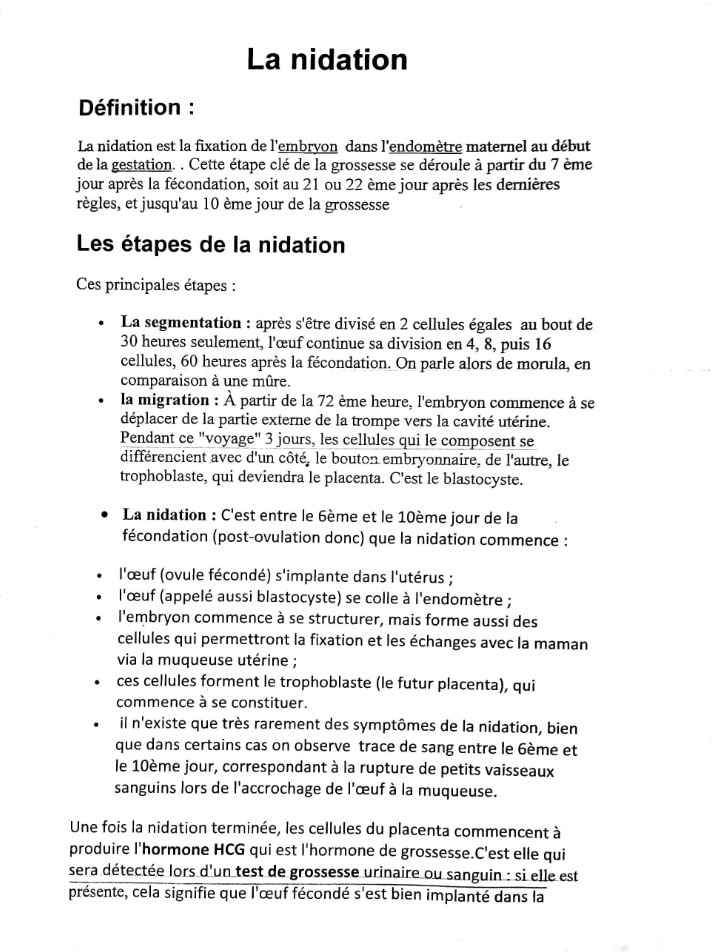 La nidation
Définition :
La nidation est la fixation de l'embryon dans l'endomètre maternel au début
de la gestation. . Cette étape clé de la grossesse se déroule à partir du 7 ème
jour après la fécondation, soit au 21 ou 22 ème jour après les dernières
règles, et jusqu'au 10 ème jour de la grossesse
Les étapes de la nidation
Ces principales étapes :
• La segmentation : après s'être divisé en 2 cellules égales au bout de
30 heures seulement, l'œuf continue sa division en 4, 8, puis 16
cellules, 60 heures après la fécondation. On parle alors de morula, en
comparaison à une mûre.
• la migration : À partir de la 72 ème heure, l'embryon commence à se
déplacer de la partie externe de la trompe vers la cavité utérine.
Pendant ce "voyage" 3 jours, les cellules qui le composent se
différencient avec d'un côté, le bouton embryonnaire, de l'autre, le
trophoblaste, qui deviendra le placenta. C'est le blastocyste.
• La nidation : C'est entre le 6ème et le 10ème jour de la
fécondation (post-ovulation donc) que la nidation commence :
• l'œuf (ovule fécondé) s'implante dans l'utérus ;
• l'œuf (appelé aussi blastocyste) se colle à l'endomètre ;
• l'embryon commence à se structurer, mais forme aussi des
cellules qui permettront la fixation et les échanges avec la maman
via la muqueuse utérine ;
• ces cellules forment le trophoblaste (le futur placenta), qui
commence à se constituer.
• il n'existe que très rarement des symptômes de la nidation, bien
que dans certains cas on observe trace de sang entre le 6ème et
le 10ème jour, correspondant à la rupture de petits vaisseaux
sanguins lors de l'accrochage de l'œuf à la muqueuse.
Une fois la nidation terminée, les cellules du placenta commencent à
produire l'hormone HCG qui est l'hormone de grossesse.C'est elle qui
sera détectée lors d'un test de grossesse urinaire ou sanguin : si elle est
présente, cela signifie que l'œuf fécondé s'est bien implanté dans la